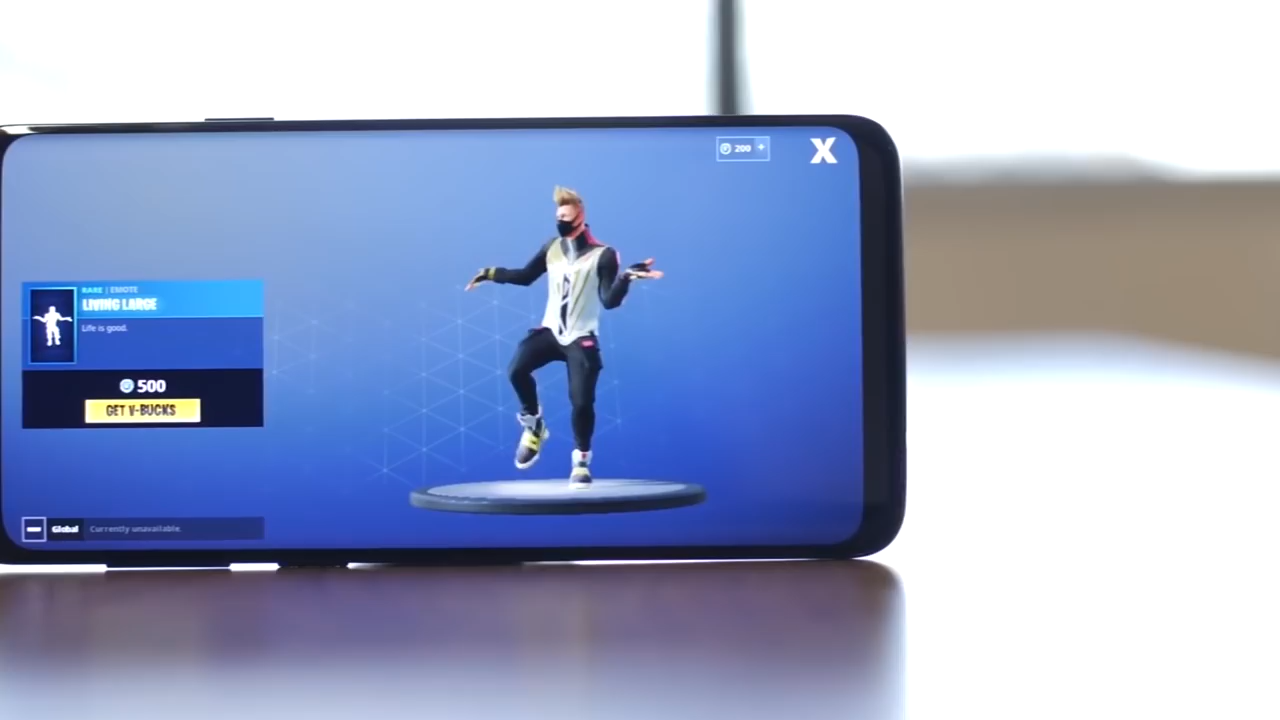 200 +
X
RARE | EMOTE
LIVING LARGE
Life is good.
500
GET V-BUCKS
Global Currently unavailable.